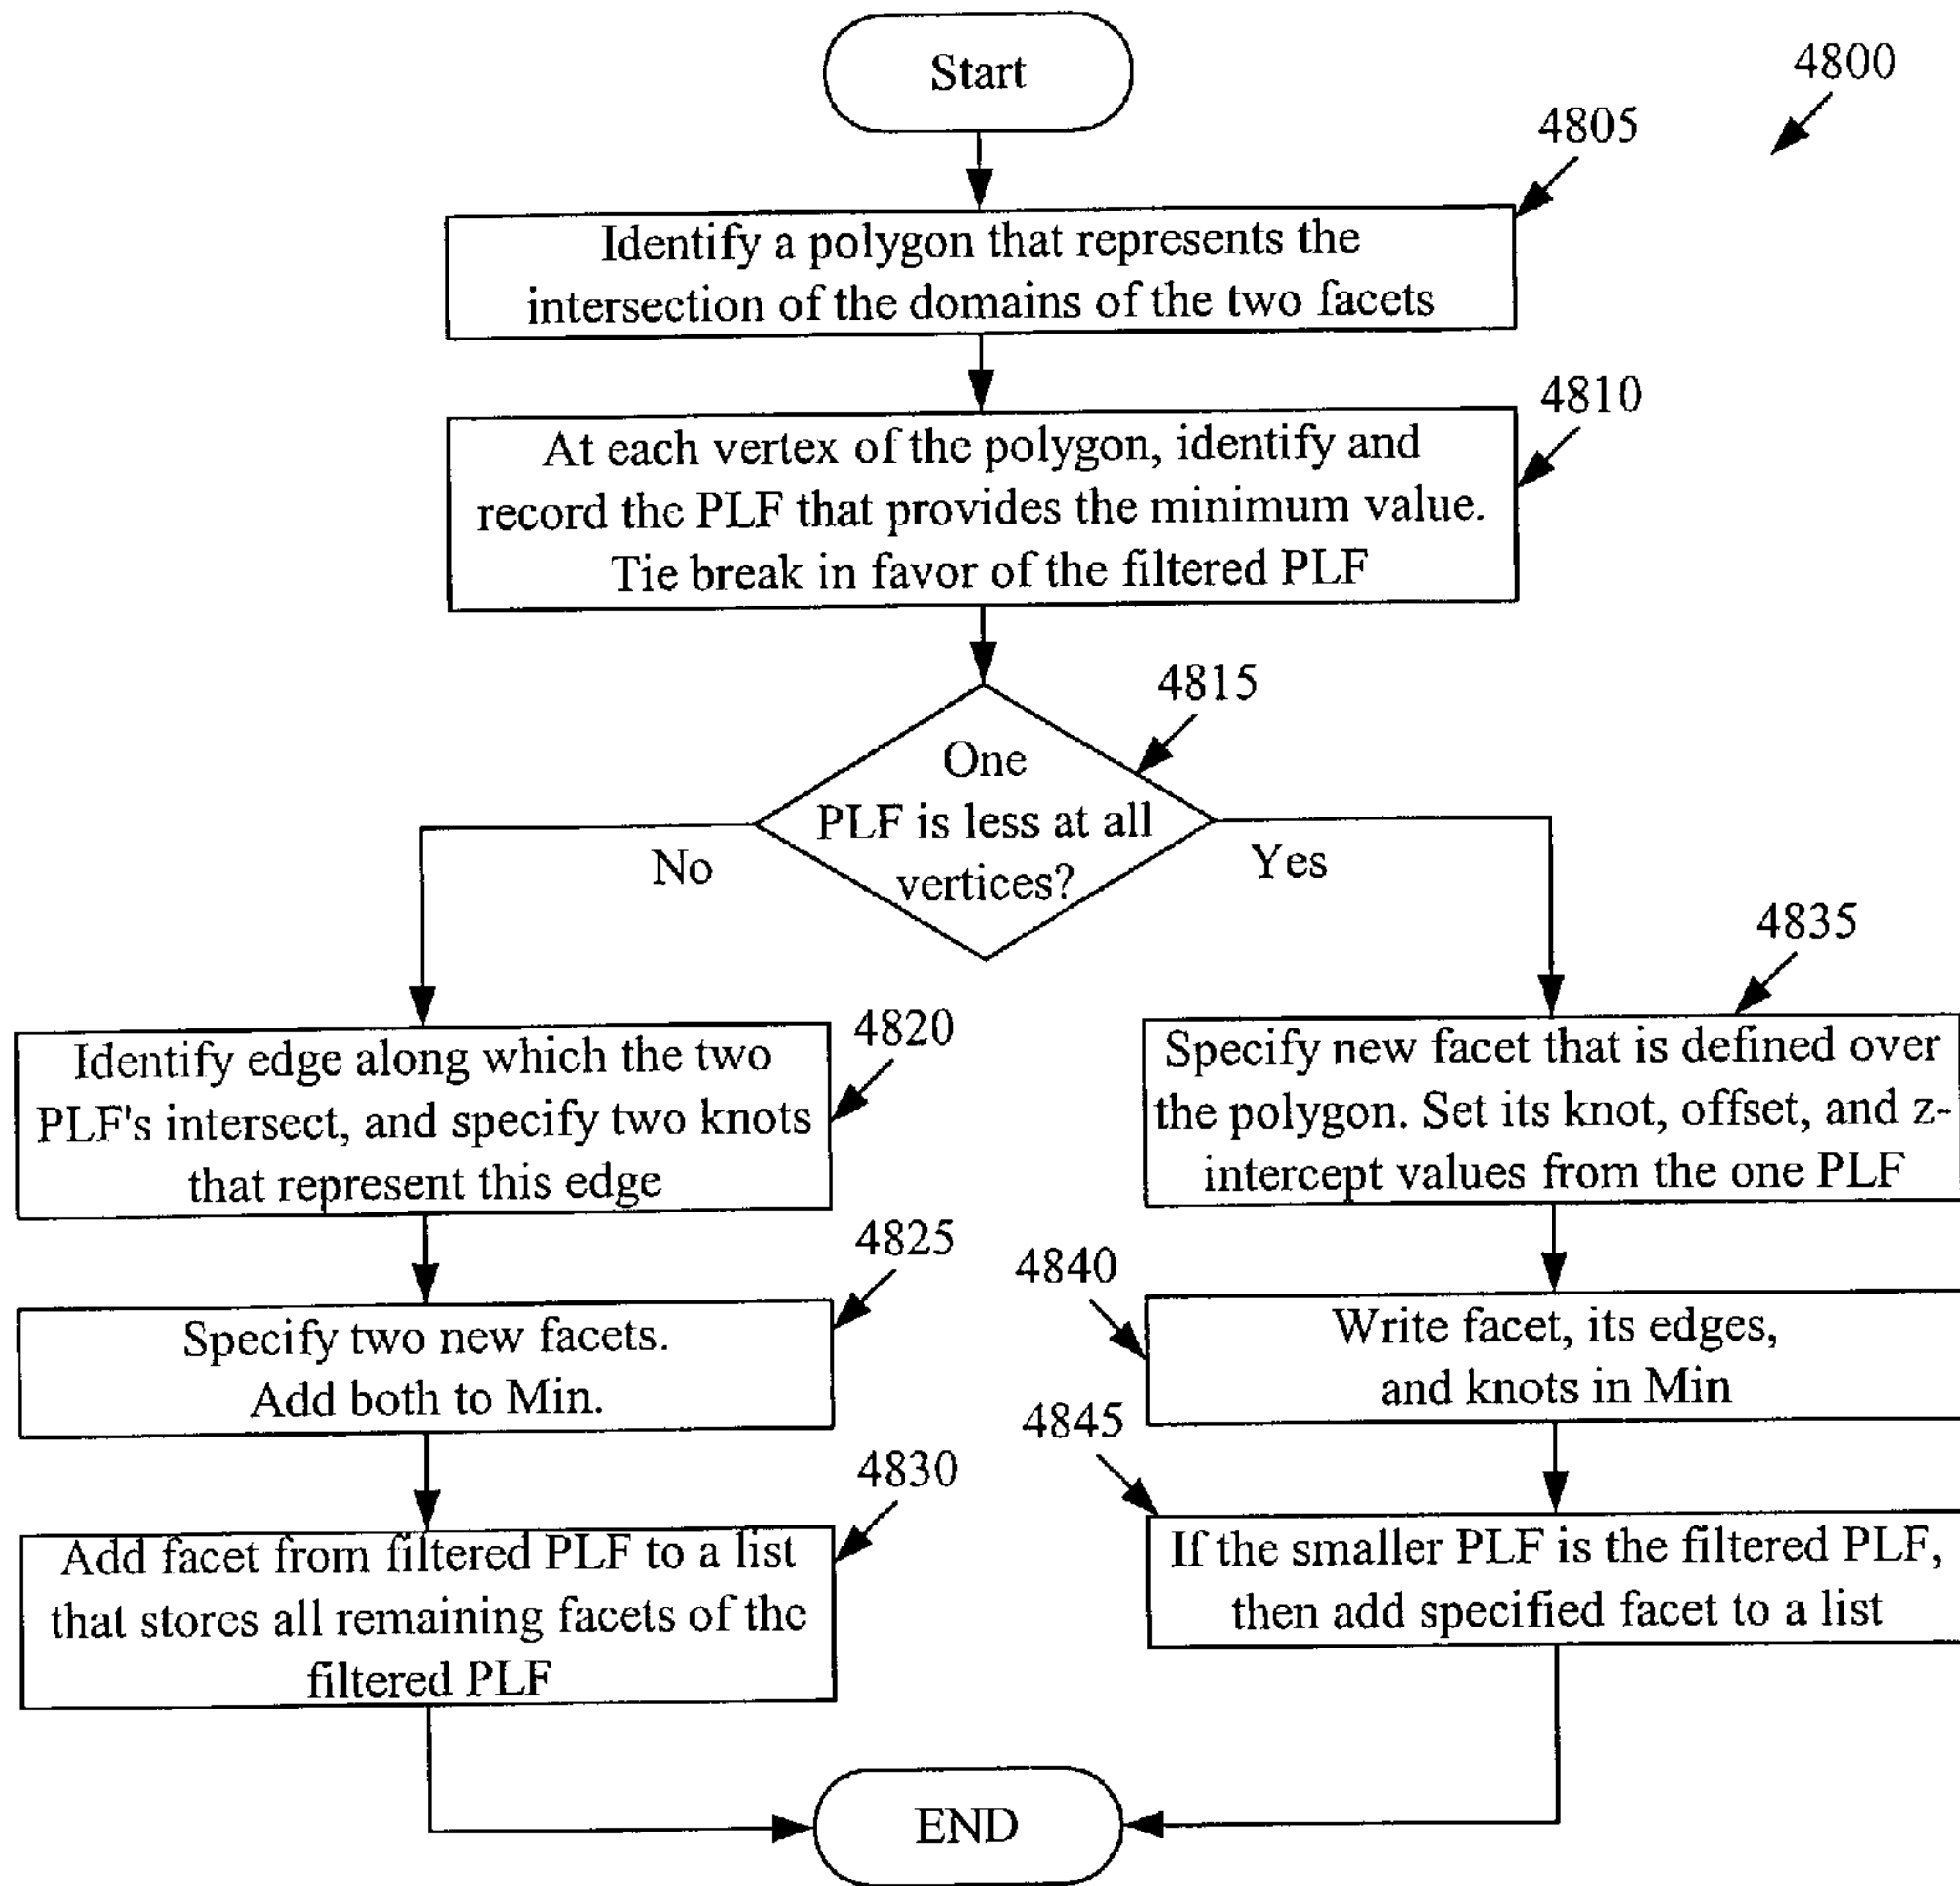 Start
4800
4805
Identify a polygon that represents the
intersection of the domains of the two facets
4810
At each vertex of the polygon, identify and
record the PLF that provides the minimum value.
Tie break in favor of the filtered PLF
4815
One
PLF is less at all
vertices?
No
Yes
4820
Identify edge along which the two
PLF's intersect, and specify two knots
that represent this edge
4825
Specify two new facets.
Add both to Min.
4830
Add facet from filtered PLF to a list
that stores all remaining facets of the
filtered PLF
4835
Specify new facet that is defined over
the polygon. Set its knot, offset, and z-
intercept values from the one PLF
4840
Write facet, its edges,
and knots in Min
4845
If the smaller PLF is the filtered PLF,
then add specified facet to a list
END